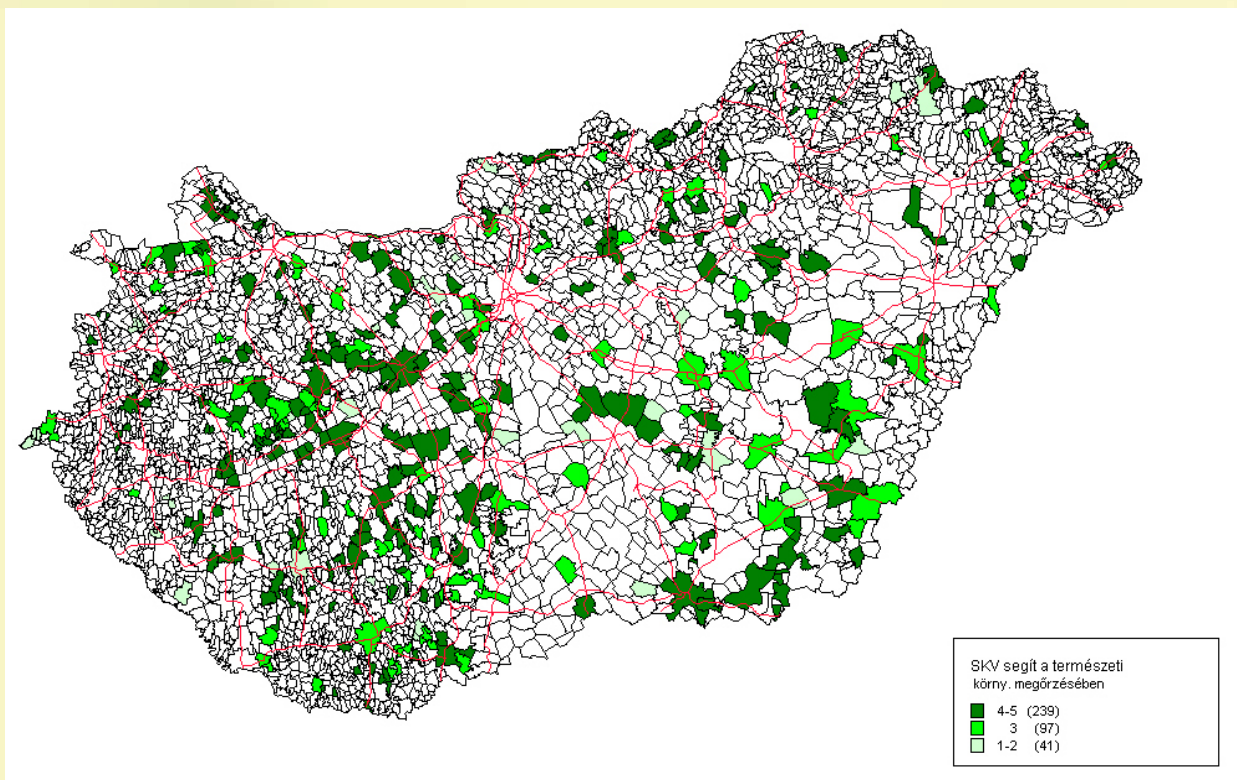 SKV segít a természeti
körny. megőrzésében
4-5 (239)
3 (97)
1-2 (41)